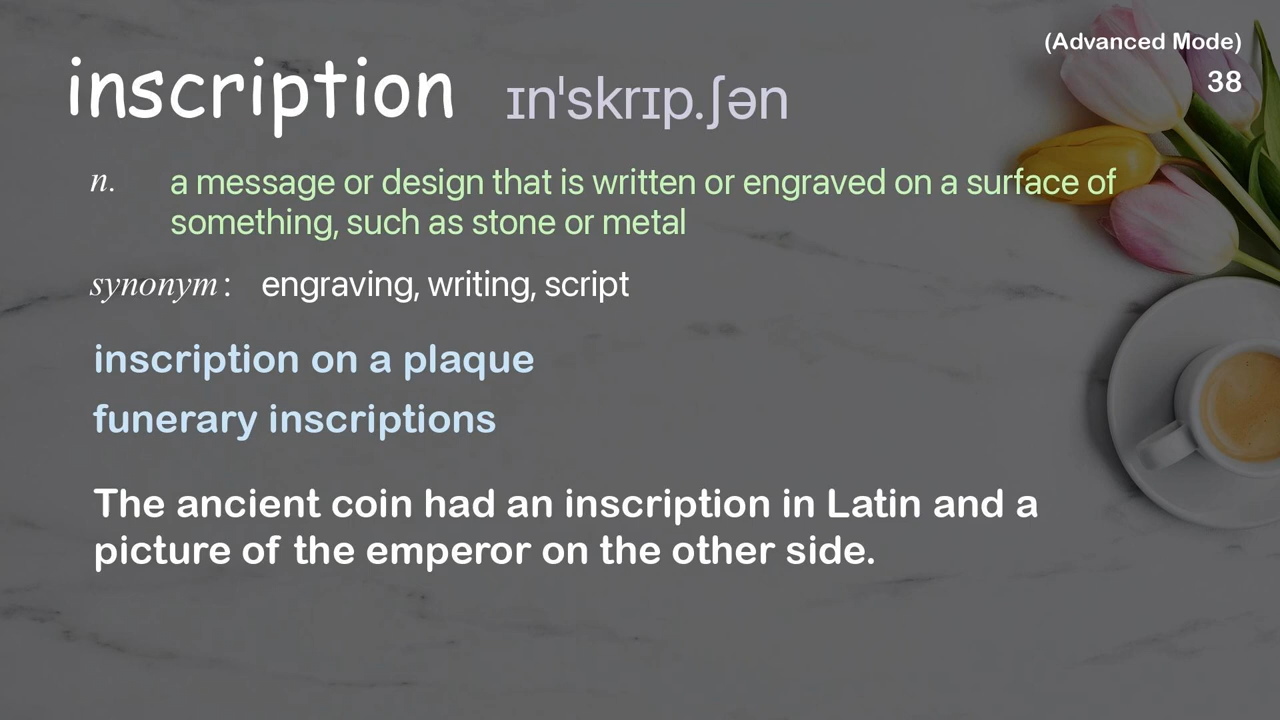 (Advanced Mode)
38
inscription ɪnˈskrɪp.ʃən
n. a message or design that is written or engraved on a surface of
something, such as stone or metal
synonym: engraving, writing, script
inscription on a plaque
funerary inscriptions
The ancient coin had an inscription in Latin and a
picture of the emperor on the other side.